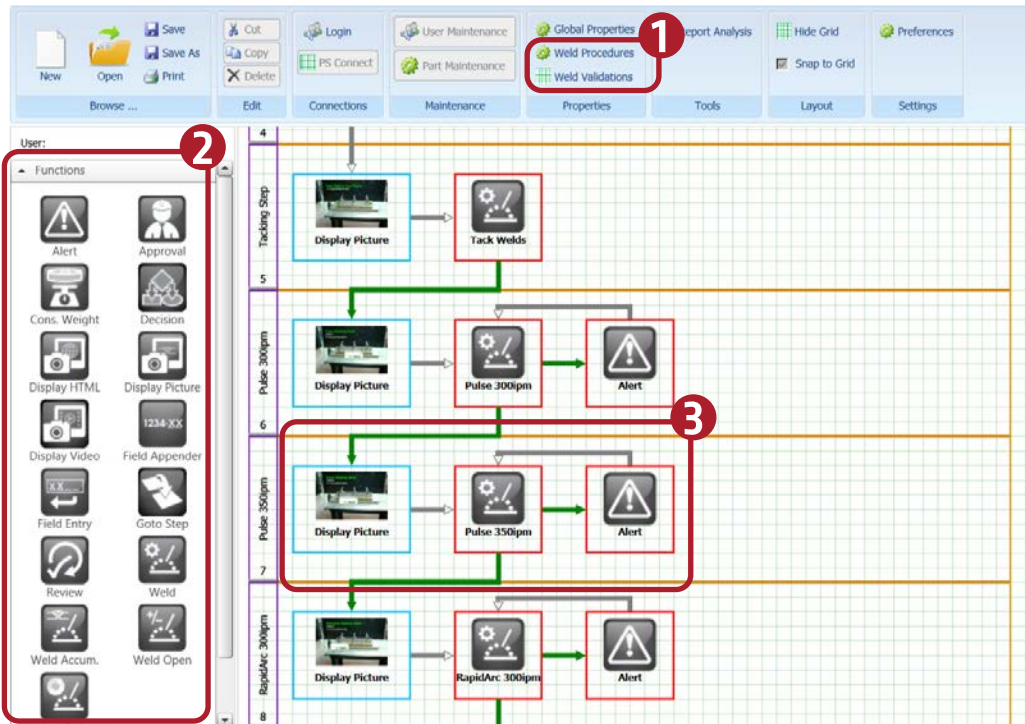 Save
Cut
Login
User Maintenance
Global Properties
1
Report Analysis
Hide Grid
Preferences
Save As
Copy
PS Connect
Part Maintenance
Weld Procedures
Snap to Grid
New
Open
Print
Delete
Weld Validations
Browse ...
Edit
Connections
Maintenance
Properties
Tools
Layout
Settings
User:
2
Functions
Alert
Approval
Cons. Weight
Decision
Display HTML
Display Picture
1234-XX
Display Video
Field Appender
XX
Field Entry
Goto Step
Review
Weld
Weld Accum.
Weld Open
4
Tacking Step
Display Picture
Tack Welds
5
Pulse 300ipm
Display Picture
Pulse 300ipm
Alert
6
3
Pulse 350ipm
Display Picture
Pulse 350ipm
Alert
7
RapidArc 300ipm
Display Picture
RapidArc 300ipm
Alert
8